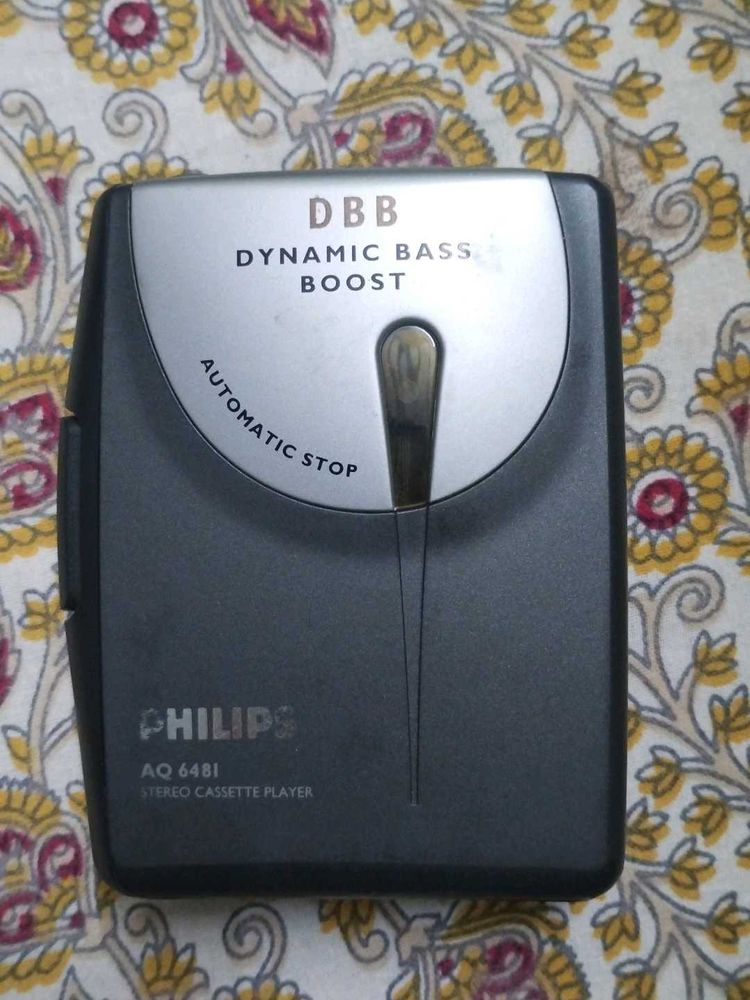 DBB
DYNAMIC BASS
BOOST
AUTOMATIC STOP
PHILIPS
AQ 6481
STEREO CASSETTE PLAYER